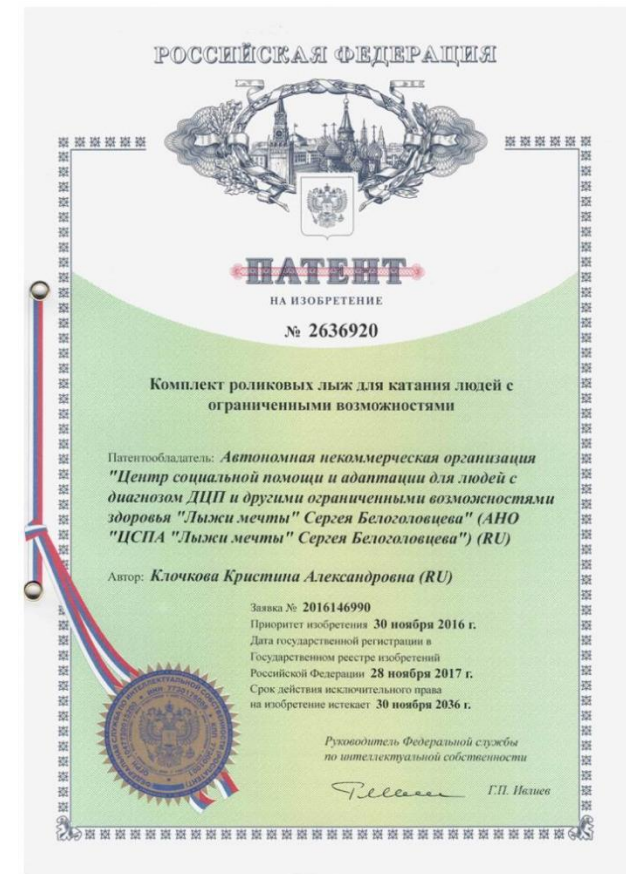 РОССИЙСКАЯ ФЕДЕРАЦИЯ
ПАТЕНТ
НА ИЗОБРЕТЕНИЕ
№ 2636920
Комплект роликовых лыж для катания людей с
ограниченными возможностями
Патентообладатель: Автономная некоммерческая организация
"Центр социальной помощи и адаптации для людей с
диагнозом ДЦП и другими ограниченными возможностями
здоровья "Лыжи мечты" Сергея Белоголовцева" (АНО
"ЦСПА "Лыжи мечты" Сергея Белоголовцева") (RU)
Автор: Клочкова Кристина Александровна (RU)
Заявка № 2016146990
Приоритет изобретения 30 ноября 2016 г.
Дата государственной регистрации в
Государственном реестре изобретений
Российской Федерации 28 ноября 2017 г.
Срок действия исключительного права
на изобретение истекает 30 ноября 2036 г.
Руководитель Федеральной службы
по интеллектуальной собственности
Г.П. Ивлиев